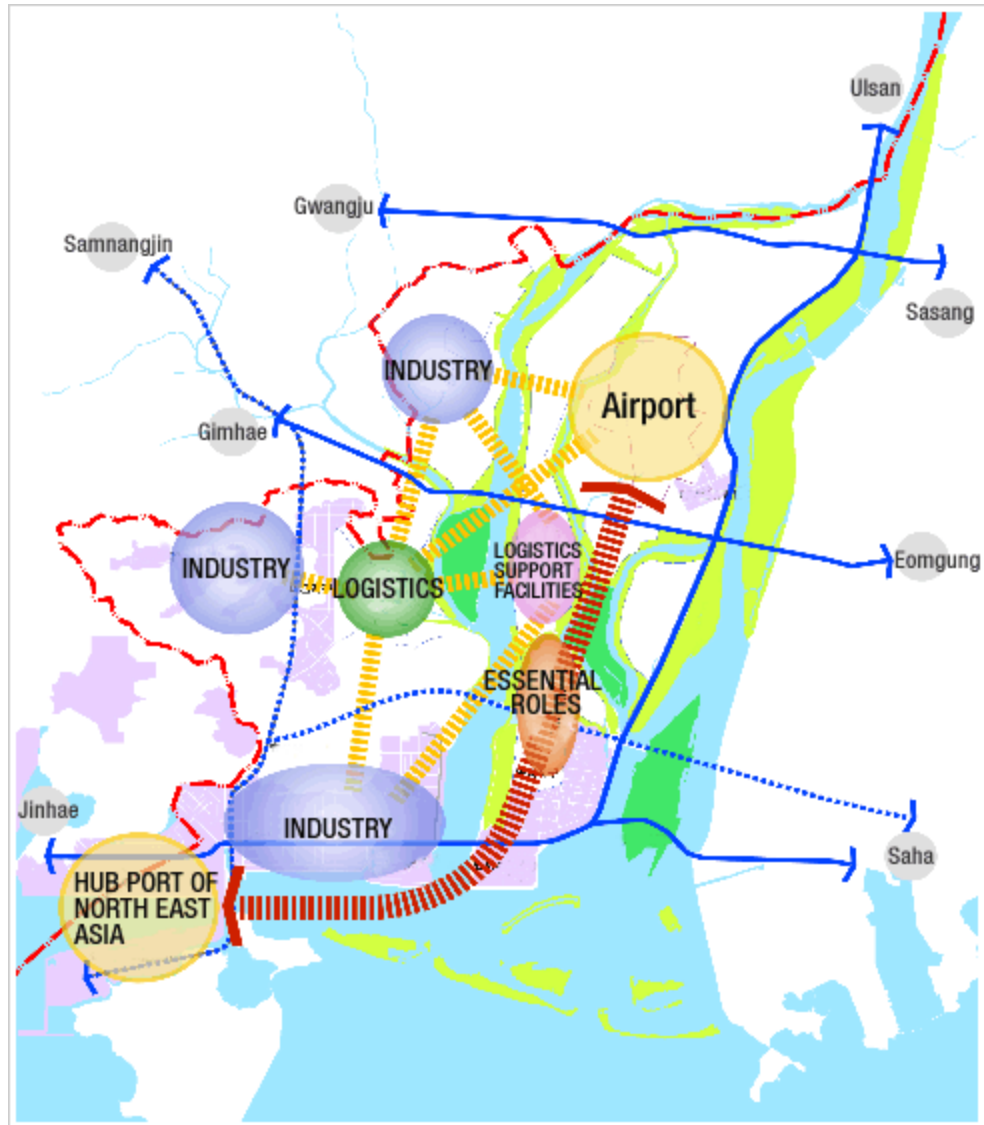 Ulsan
Gwangju
Samnangjin
Sasang
INDUSTRY
Airport
Gimhae
LOGISTICS
SUPPORT
FACILITIES
Eomgung
INDUSTRY
LOGISTICS
ESSENTIAL
ROLES
Jinhae
INDUSTRY
Saha
HUB PORT OF
NORTH EAST
ASIA